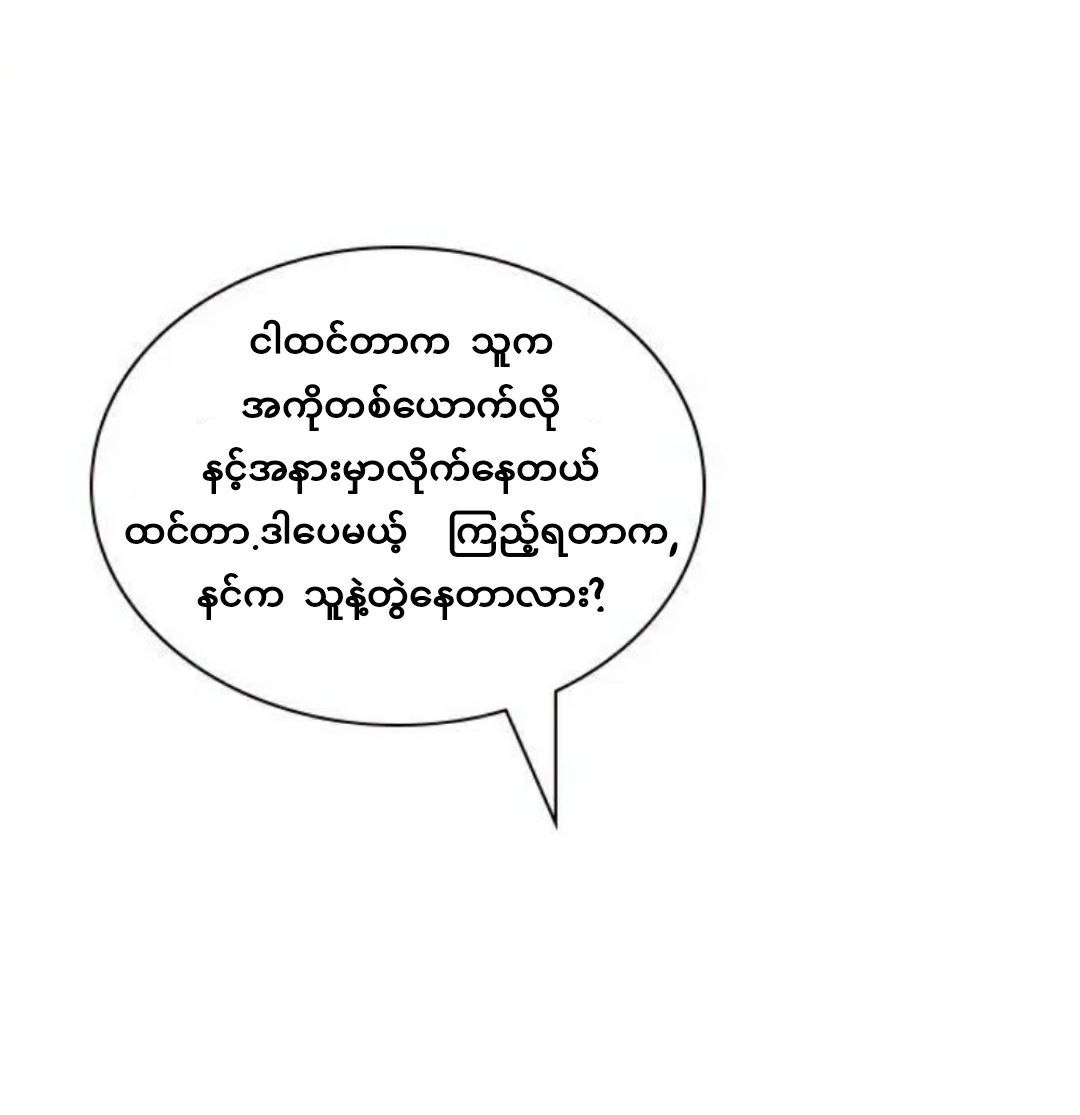 ငါထင်တာက သူက
အကိုတစ်ယောက်လို
နင့်အနားမှာလိုက်နေတယ်
ထင်တာ.ဒါပေမယ့် ကြည့်ရတာက,
နင်က သူနဲ့တွဲနေတာလား?